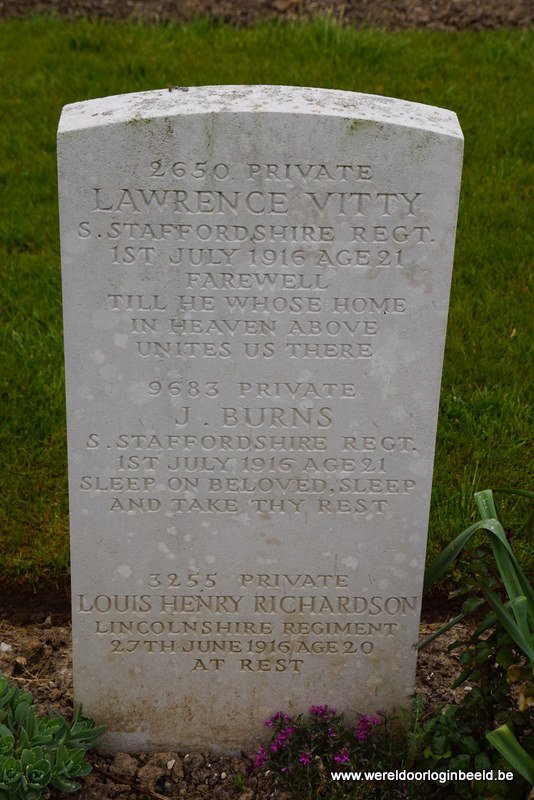 2650 PRIVATE
LAWRENCE VITTY
S. STAFFORDSHIRE REGT.
1ST JULY 1916 AGE 21
FAREWELL
TILL HE WHOSE HOME
IN HEAVEN ABOVE
UNITES US THERE
9683 PRIVATE
J. BURNS
S. STAFFORDSHIRE REGT.
1ST JULY 1916 AGE 21
SLEEP ON BELOVED, SLEEP
AND TAKE THY REST
3255 PRIVATE
LOUIS HENRY RICHARDSON
LINCOLNSHIRE REGIMENT
27TH JUNE 1916 AGE 20
AT REST
www.wereldoorloginbeeld.be